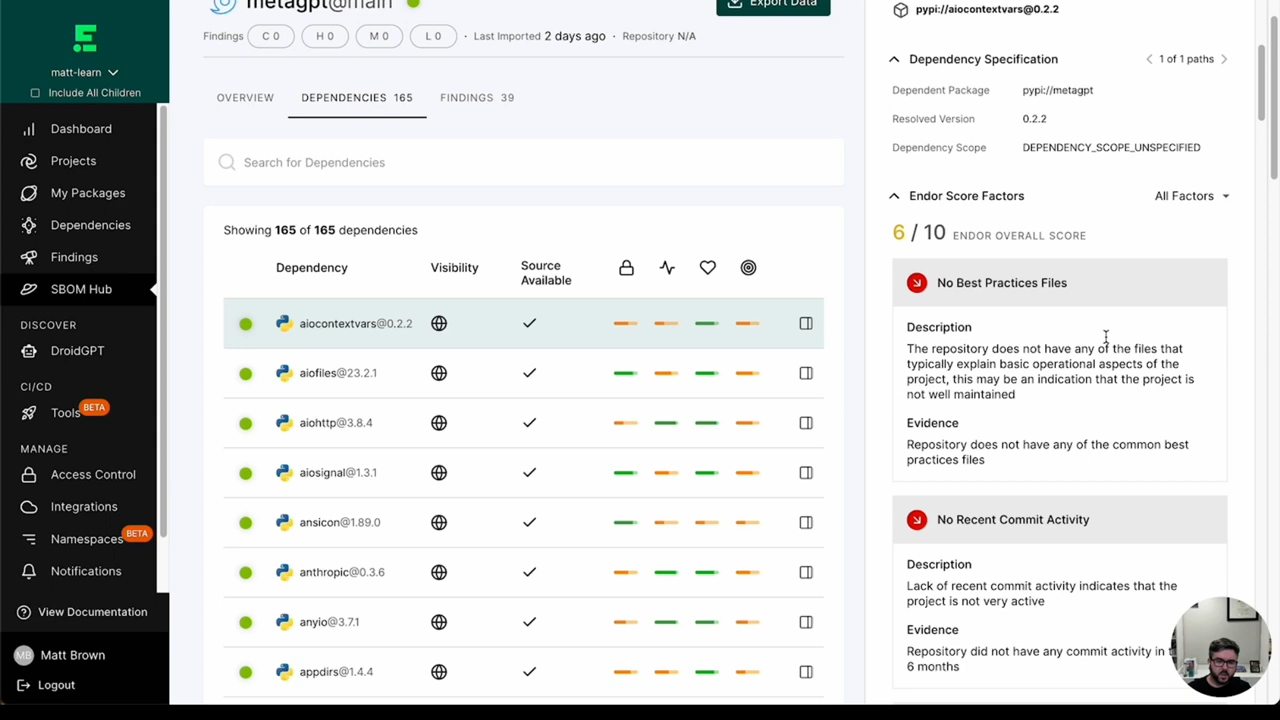 matt-learn
Include All Children
Dashboard
Projects
My Packages
Dependencies
Findings
SBOM Hub
DISCOVER
DroidGPT
CI/CD
Tools BETA
MANAGE
Access Control
Integrations
Namespaces BETA
Notifications
View Documentation
MB Matt Brown
Logout
metagpt@main
Export Data
Findings C 0 H 0 M 0 L 0 • Last Imported 2 days ago • Repository N/A
OVERVIEW DEPENDENCIES 165 FINDINGS 39
Search for Dependencies
Showing 165 of 165 dependencies
Dependency Visibility Source Available
aiocontextvars@0.2.2
aiofiles@23.2.1
aiohttp@3.8.4
aiosignal@1.3.1
ansicon@1.89.0
anthropic@0.3.6
anyio@3.7.1
appdirs@1.4.4
pypi://aiocontextvars@0.2.2
Dependency Specification 1 of 1 paths
Dependent Package pypi://metagpt
Resolved Version 0.2.2
Dependency Scope DEPENDENCY_SCOPE_UNSPECIFIED
Endor Score Factors All Factors
6 / 10 ENDOR OVERALL SCORE
No Best Practices Files
Description
The repository does not have any of the files that
typically explain basic operational aspects of the
project, this may be an indication that the project is
not well maintained
Evidence
Repository does not have any of the common best
practices files
No Recent Commit Activity
Description
Lack of recent commit activity indicates that the
project is not very active
Evidence
Repository did not have any commit activity in
6 months